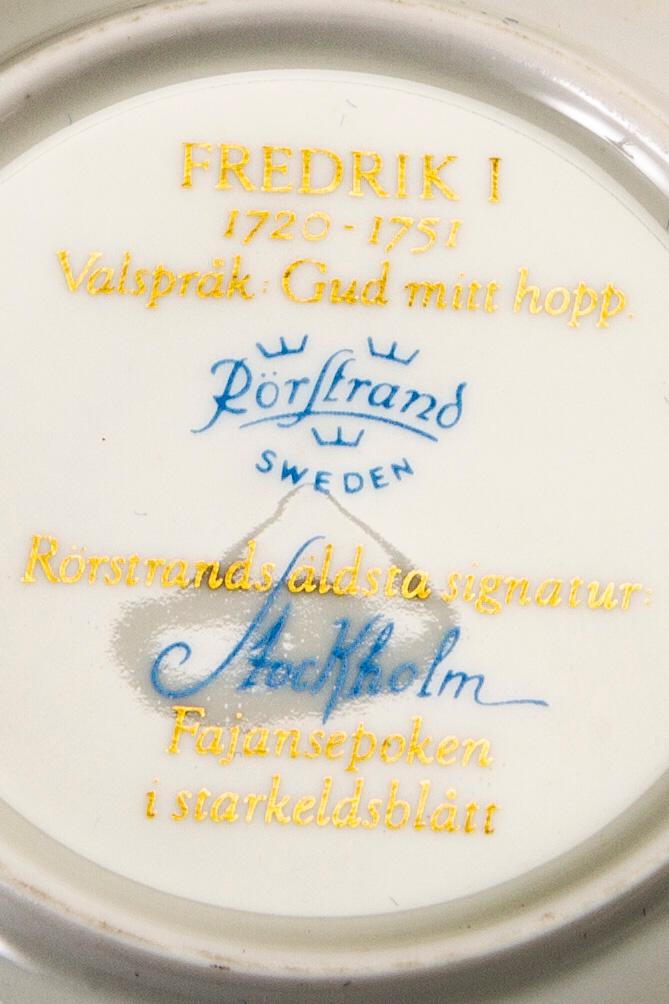 FREDRIK I
1720 - 1751
Valspråk: Gud mitt hopp.
Rörstrand
SWEDEN
Rörstrands äldsta signatur:
Stockholm
Fajansepoken
i starkeldsblått